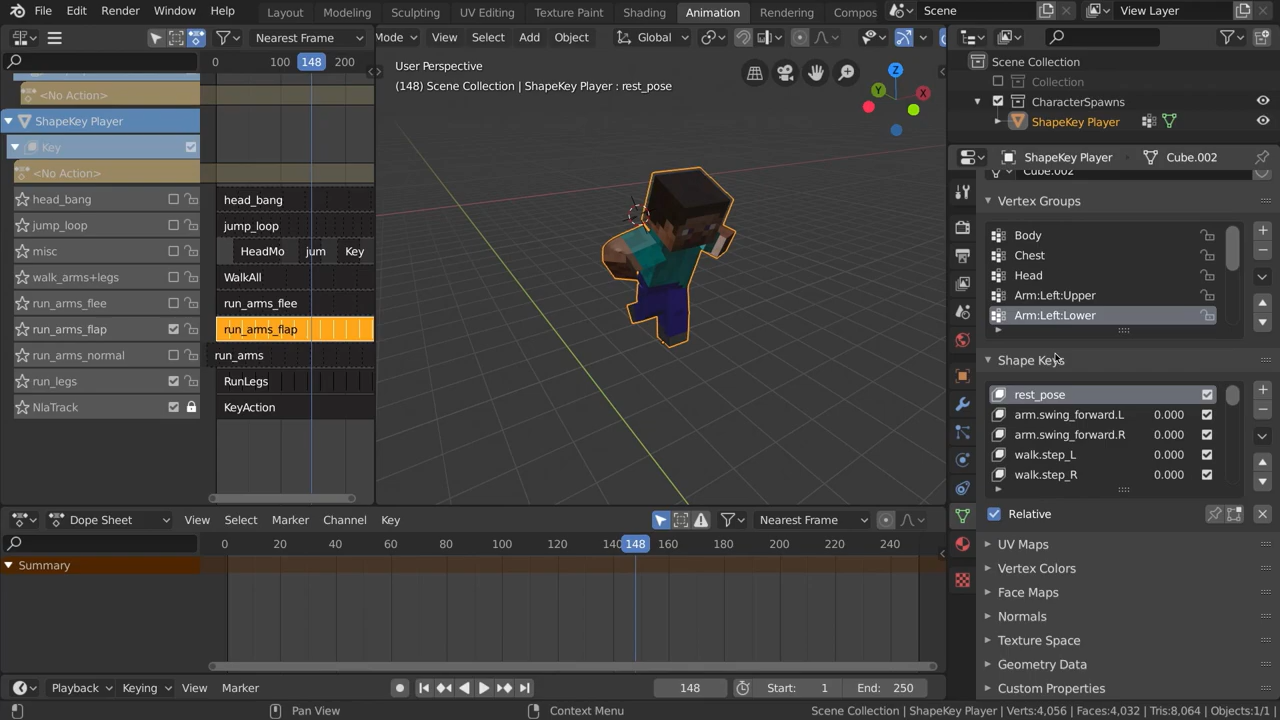 File Edit Render Window Help Layout Modeling Sculpting UV Editing Texture Paint Shading Animation Rendering Compos Scene View Layer
Nearest Frame Mode View Select Add Object Global
0 100 148 200
<No Action>
ShapeKey Player
Key
<No Action>
head_bang head_bang
jump_loop jump_loop
misc HeadMo jum Key
walk_arms+legs WalkAll
run_arms_flee run_arms_flee
run_arms_flap run_arms_flap
run_arms_normal run_arms
run_legs RunLegs
NlaTrack KeyAction
User Perspective
(148) Scene Collection | ShapeKey Player : rest_pose
Z
Y
X
Scene Collection
Collection
CharacterSpawns
ShapeKey Player
ShapeKey Player Cube.002
Cube.002
Vertex Groups
Body
Chest
Head
Arm:Left:Upper
Arm:Left:Lower
Shape Keys
rest_pose
arm.swing_forward.L 0.000
arm.swing_forward.R 0.000
walk.step_L 0.000
walk.step_R 0.000
Relative
UV Maps
Vertex Colors
Face Maps
Normals
Texture Space
Geometry Data
Custom Properties
Dope Sheet View Select Marker Channel Key Nearest Frame
0 20 40 60 80 100 120 140 148 160 180 200 220 240
Summary
Playback Keying View Marker 148 Start: 1 End: 250
Pan View Context Menu Scene Collection | ShapeKey Player | Verts:4,056 | Faces:4,032 | Tris:8,064 | Objects:1/1 |